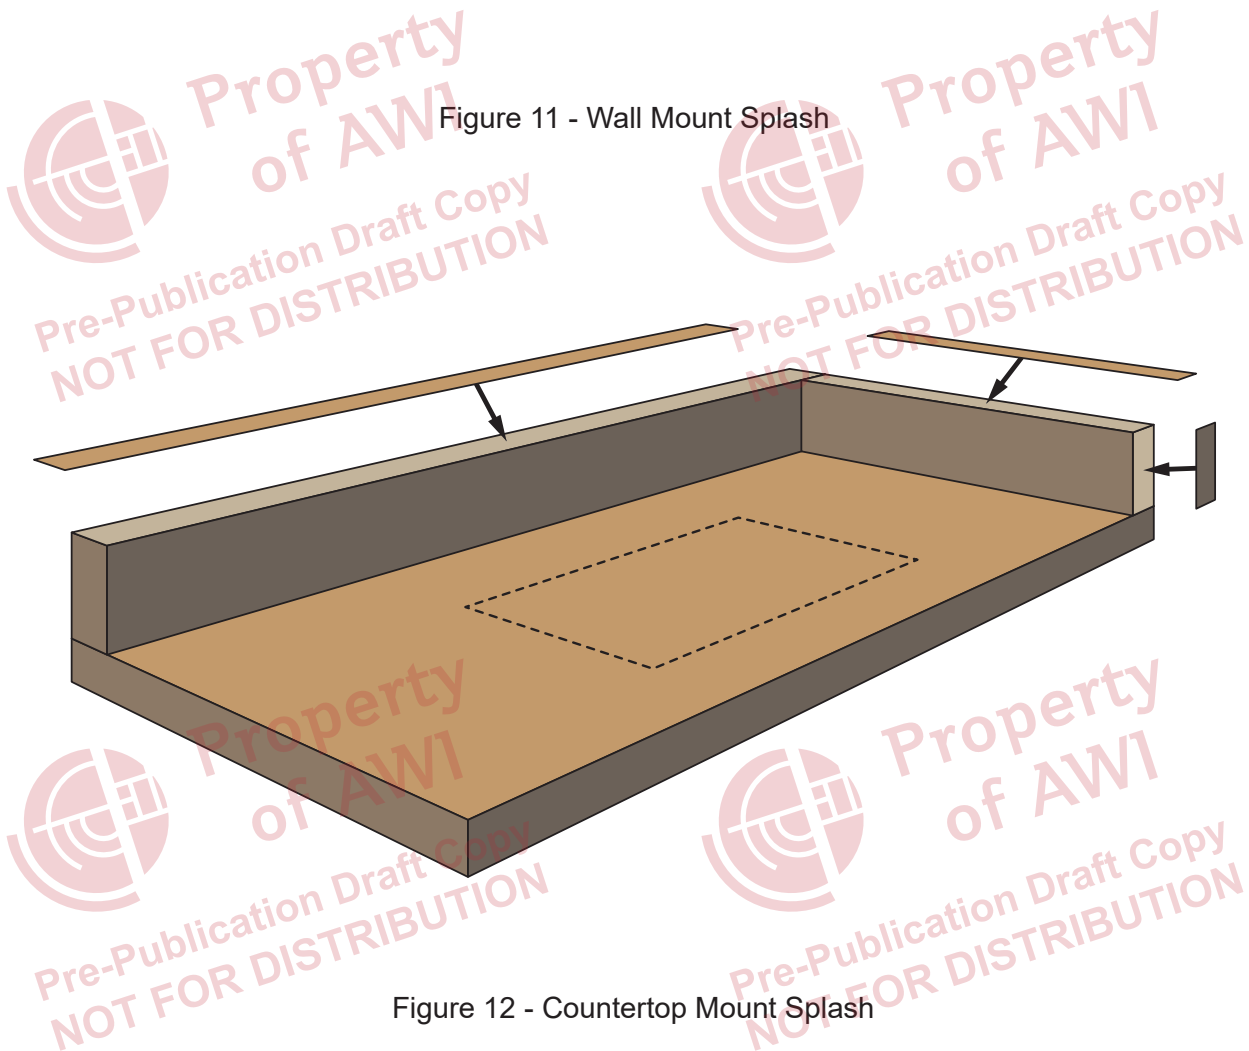 Property
of AWI
Pre-Publication Draft Copy
NOT FOR DISTRIBUTION
Property
of AWI
Pre-Publication Draft Copy
NOT FOR DISTRIBUTION
Figure 11 - Wall Mount Splash
Property
of AWI
Pre-Publication Draft Copy
NOT FOR DISTRIBUTION
Property
of AWI
Pre-Publication Draft Copy
NOT FOR DISTRIBUTION
Figure 12 - Countertop Mount Splash